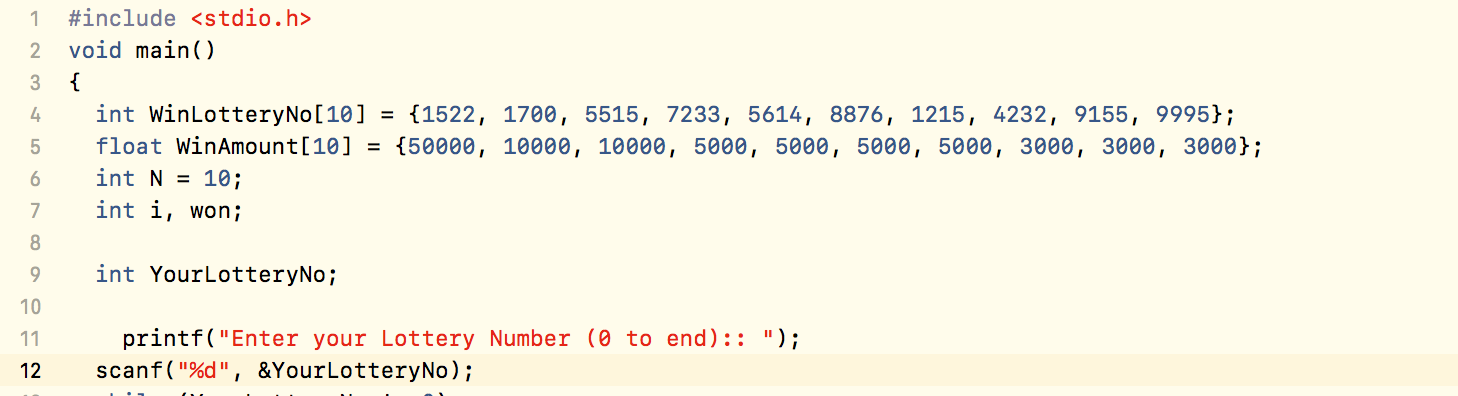 1 #include <stdio.h>
2 void main()
3 {
4 int WinLotteryNo[10] = {1522, 1700, 5515, 7233, 5614, 8876, 1215, 4232, 9155, 9995};
5 float WinAmount[10] = {50000, 10000, 10000, 5000, 5000, 5000, 5000, 3000, 3000, 3000};
6 int N = 10;
7 int i, won;
8
9 int YourLotteryNo;
10
11 printf("Enter your Lottery Number (0 to end):: ");
12 scanf("%d", &YourLotteryNo);